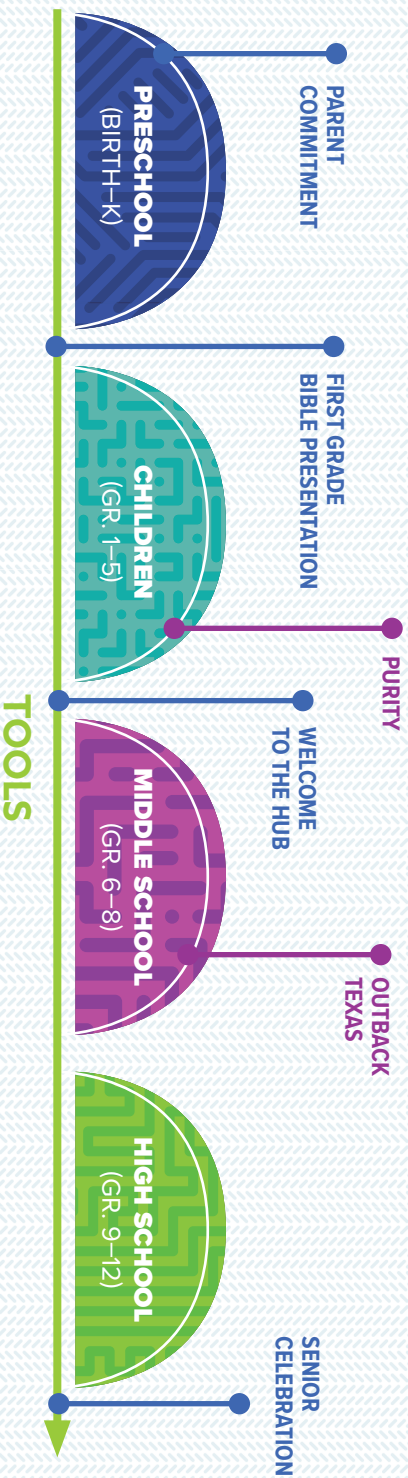 PARENT
COMMITMENT
FIRST GRADE
BIBLE PRESENTATION
PURITY
WELCOME
TO THE HUB
OUTBACK
TEXAS
SENIOR
CELEBRATION
PRESCHOOL
(BIRTH–K)
CHILDREN
(GR. 1–5)
MIDDLE SCHOOL
(GR. 6–8)
HIGH SCHOOL
(GR. 9–12)
TOOLS